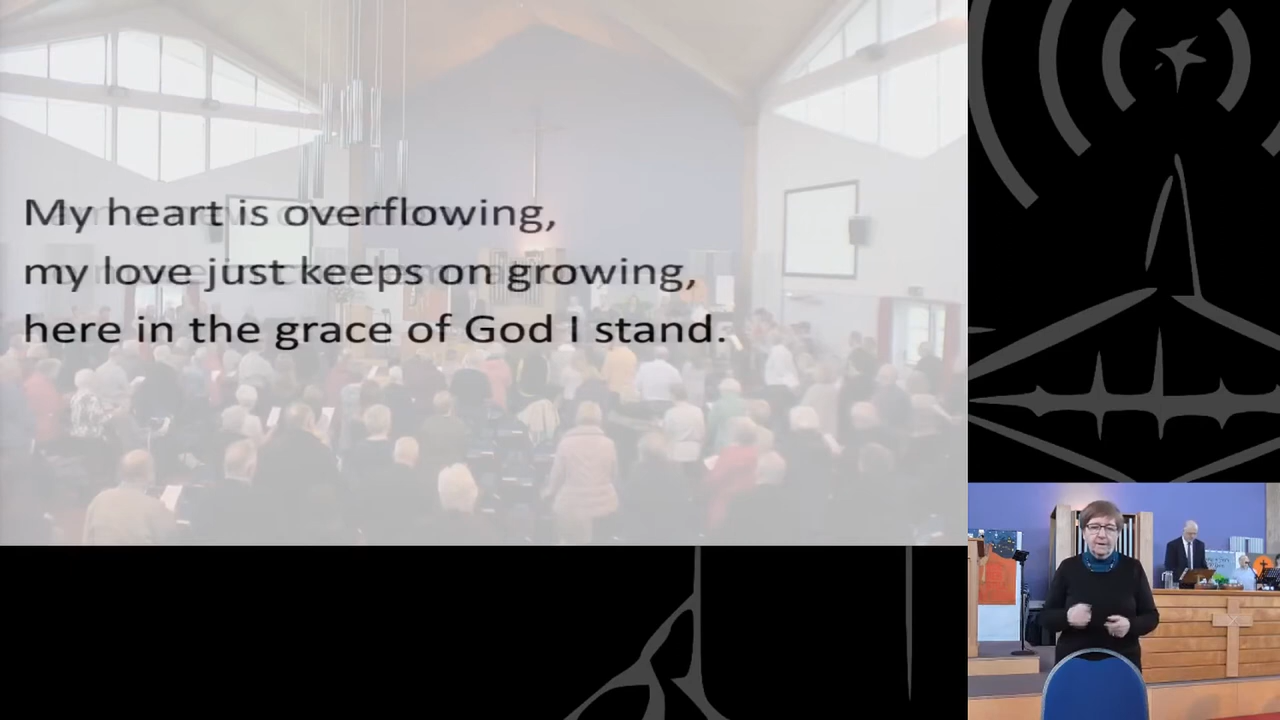 My heart is overflowing,
my love just keeps on growing,
here in the grace of God I stand.